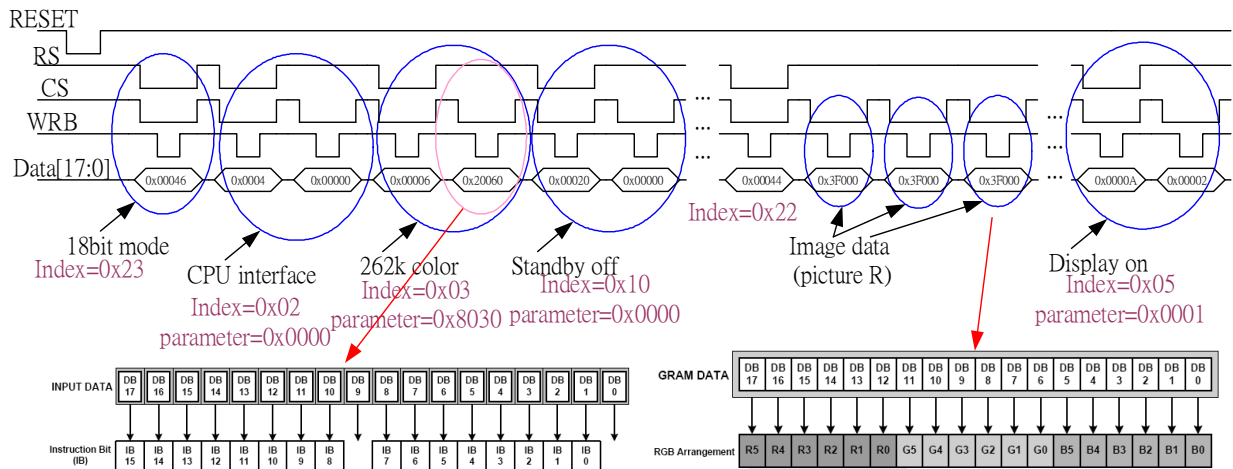 RESET
RS
CS
WRB
Data[17:0]
... ...
... ...
... ...
... ...
0x00046 0x0004 0x00000 0x00006 0x20060 0x00020 0x00000 0x00044 0x3F000 0x3F000 0x3F000 0x0000A 0x00002
18bit mode
Index=0x23
CPU interface
Index=0x02
parameter=0x0000
262k color
Index=0x03
parameter=0x8030
Standby off
Index=0x10
parameter=0x0000
Index=0x22
Image data
(picture R)
Display on
Index=0x05
parameter=0x0001
INPUT DATA
DB 17 DB 16 DB 15 DB 14 DB 13 DB 12 DB 11 DB 10 DB 9 DB 8 DB 7 DB 6 DB 5 DB 4 DB 3 DB 2 DB 1 DB 0
Instruction Bit
(IB)
IB 15 IB 14 IB 13 IB 12 IB 11 IB 10 IB 9 IB 8 IB 7 IB 6 IB 5 IB 4 IB 3 IB 2 IB 1 IB 0
GRAM DATA
DB 17 DB 16 DB 15 DB 14 DB 13 DB 12 DB 11 DB 10 DB 9 DB 8 DB 7 DB 6 DB 5 DB 4 DB 3 DB 2 DB 1 DB 0
RGB Arrangement
R5 R4 R3 R2 R1 R0 G5 G4 G3 G2 G1 G0 B5 B4 B3 B2 B1 B0